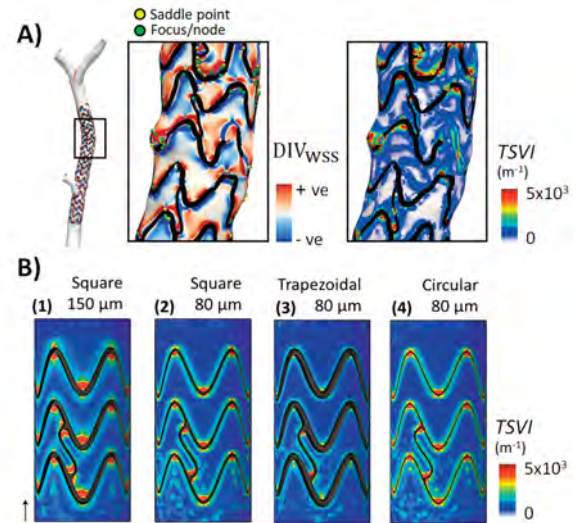 Saddle point
Focus/node
A)
DIVWSS
+ ve
- ve
TSVI
(m⁻¹)
5x10³
0
B)
Square
(1) 150 µm
Square
(2) 80 µm
Trapezoidal
(3) 80 µm
Circular
(4) 80 µm
TSVI
(m⁻¹)
5x10³
0